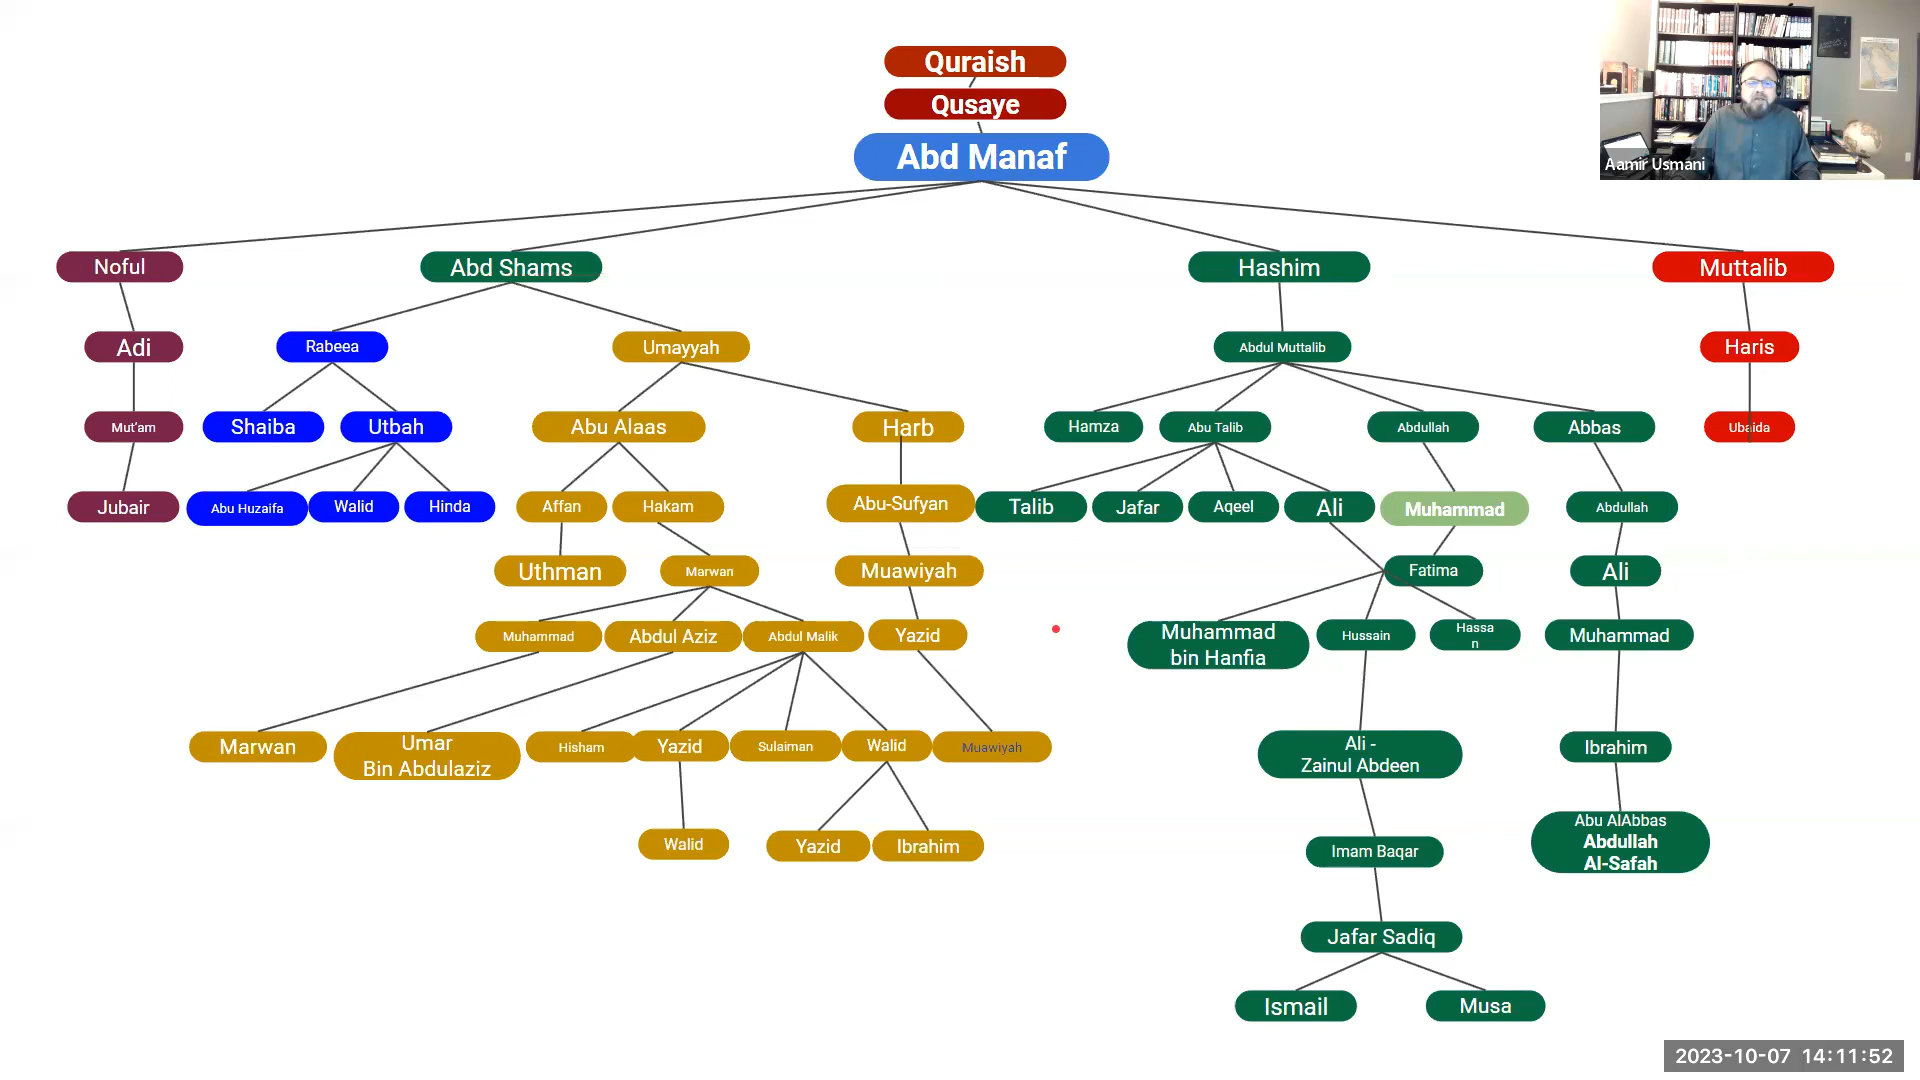 Quraish
Qusaye
Abd Manaf
Aamir Usmani
Noful
Abd Shams
Hashim
Muttalib
Adi
Rabeea
Umayyah
Abdul Muttalib
Haris
Mut'am
Shaiba
Utbah
Abu Alaas
Harb
Hamza
Abu Talib
Abdullah
Abbas
Ubaida
Jubair
Abu Huzaifa
Walid
Hinda
Affan
Hakam
Abu-Sufyan
Talib
Jafar
Aqeel
Ali
Muhammad
Abdullah
Uthman
Marwan
Muawiyah
Fatima
Ali
Muhammad
Abdul Aziz
Abdul Malik
Yazid
Muhammad
bin Hanfia
Hussain
Hassa
n
Muhammad
Marwan
Umar
Bin Abdulaziz
Hisham
Yazid
Sulaiman
Walid
Muawiyah
Ali -
Zainul Abdeen
Ibrahim
Walid
Yazid
Ibrahim
Imam Baqar
Abu AlAbbas
Abdullah
Al-Safah
Jafar Sadiq
Ismail
Musa
2023-10-07 14:11:52